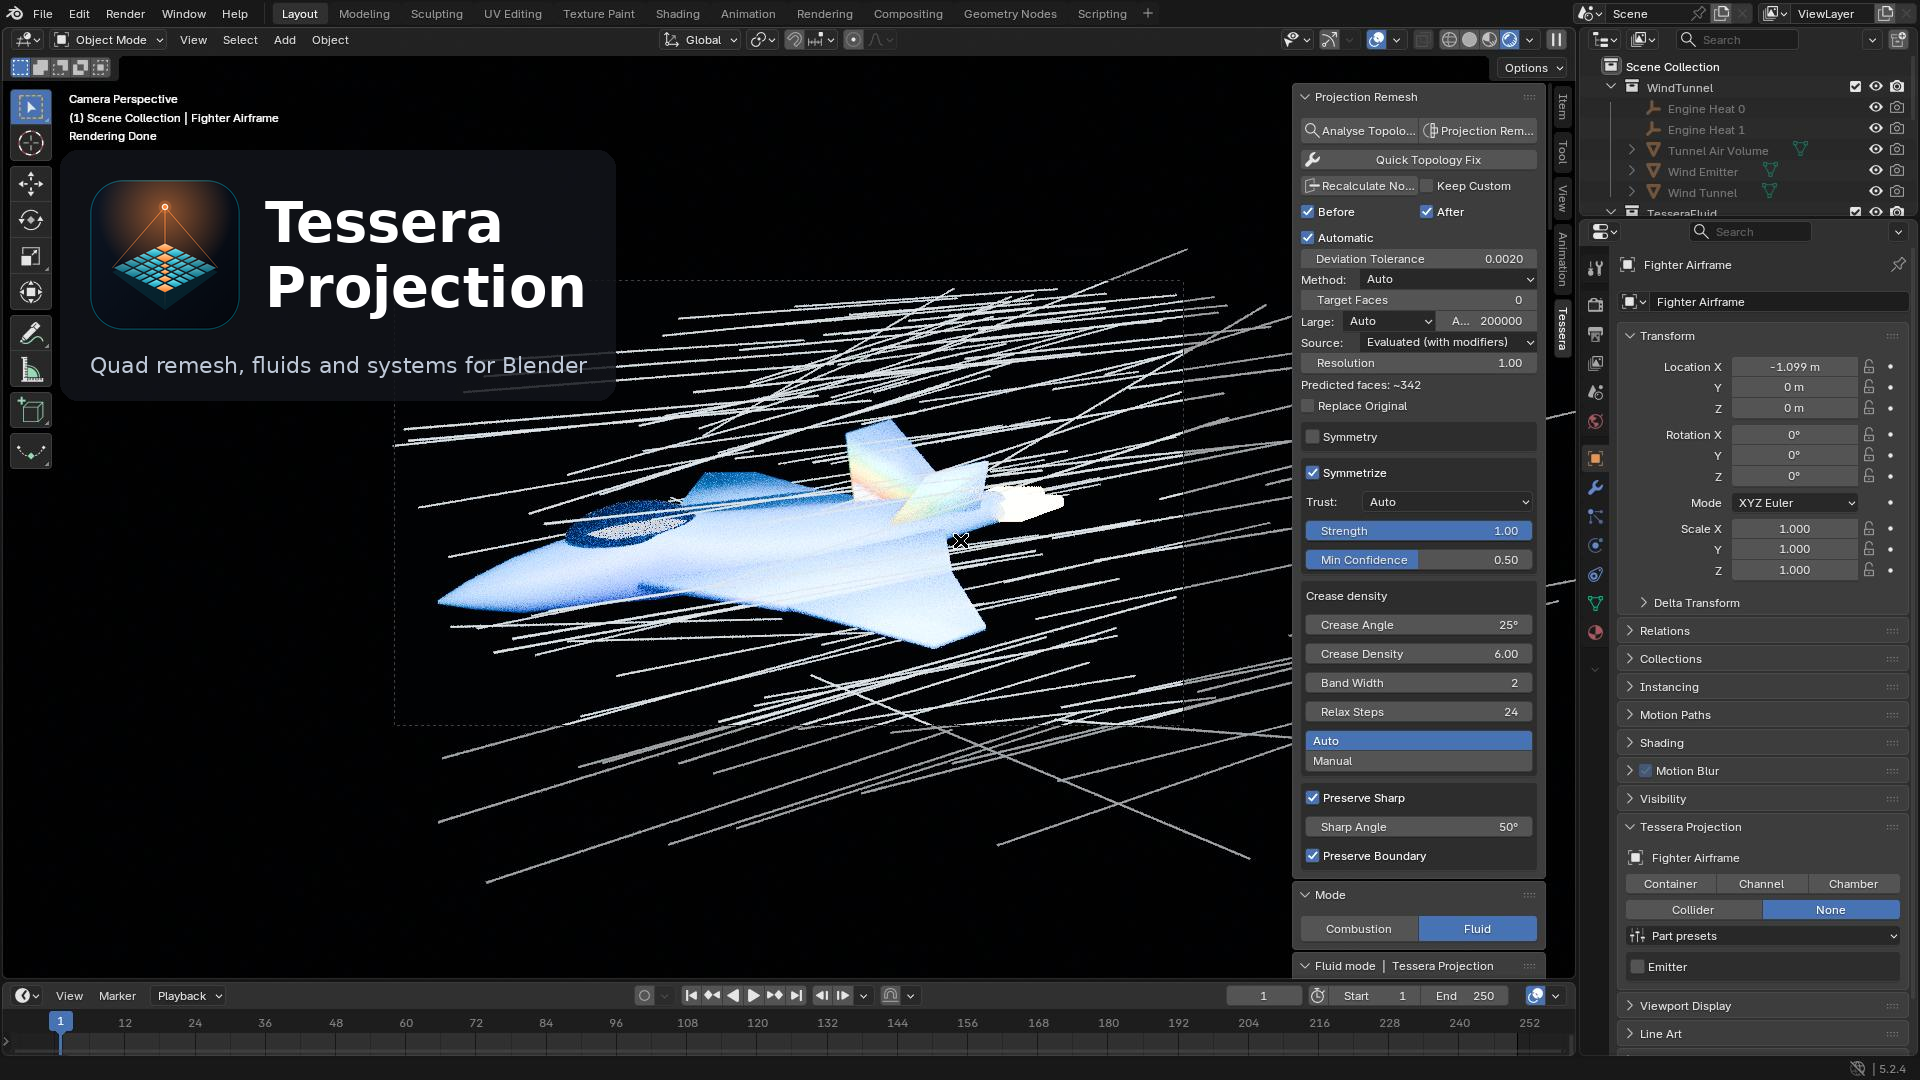 File Edit Render Window Help Layout Modeling Sculpting UV Editing Texture Paint Shading Animation Rendering Compositing Geometry Nodes Scripting + Scene ViewLayer
Object Mode View Select Add Object Global Search
Options
Camera Perspective
(1) Scene Collection | Fighter Airframe
Rendering Done
Tessera
Projection
Quad remesh, fluids and systems for Blender
Projection Remesh
Analyse Topolo... Projection Rem...
Quick Topology Fix
Recalculate No... Keep Custom
Before After
Automatic
Deviation Tolerance 0.0020
Method: Auto
Target Faces 0
Large: Auto A... 200000
Source: Evaluated (with modifiers)
Resolution 1.00
Predicted faces: ~342
Replace Original
Symmetry
Symmetrize
Trust: Auto
Strength 1.00
Min Confidence 0.50
Crease density
Crease Angle 25°
Crease Density 6.00
Band Width 2
Relax Steps 24
Auto
Manual
Preserve Sharp
Sharp Angle 50°
Preserve Boundary
Mode
Combustion Fluid
Fluid mode | Tessera Projection
Item
Tool
View
Animation
Tessera
Scene Collection
WindTunnel
Engine Heat 0
Engine Heat 1
Tunnel Air Volume
Wind Emitter
Wind Tunnel
TesseraFluid
Search
Fighter Airframe
Fighter Airframe
Transform
Location X -1.099 m
Y 0 m
Z 0 m
Rotation X 0°
Y 0°
Z 0°
Mode XYZ Euler
Scale X 1.000
Y 1.000
Z 1.000
Delta Transform
Relations
Collections
Instancing
Motion Paths
Shading
Motion Blur
Visibility
Tessera Projection
Fighter Airframe
Container Channel Chamber
Collider None
Part presets
Emitter
Viewport Display
Line Art
View Marker Playback 1 Start 1 End 250
1 12 24 36 48 60 72 84 96 108 120 132 144 156 168 180 192 204 216 228 240 252
5.2.4